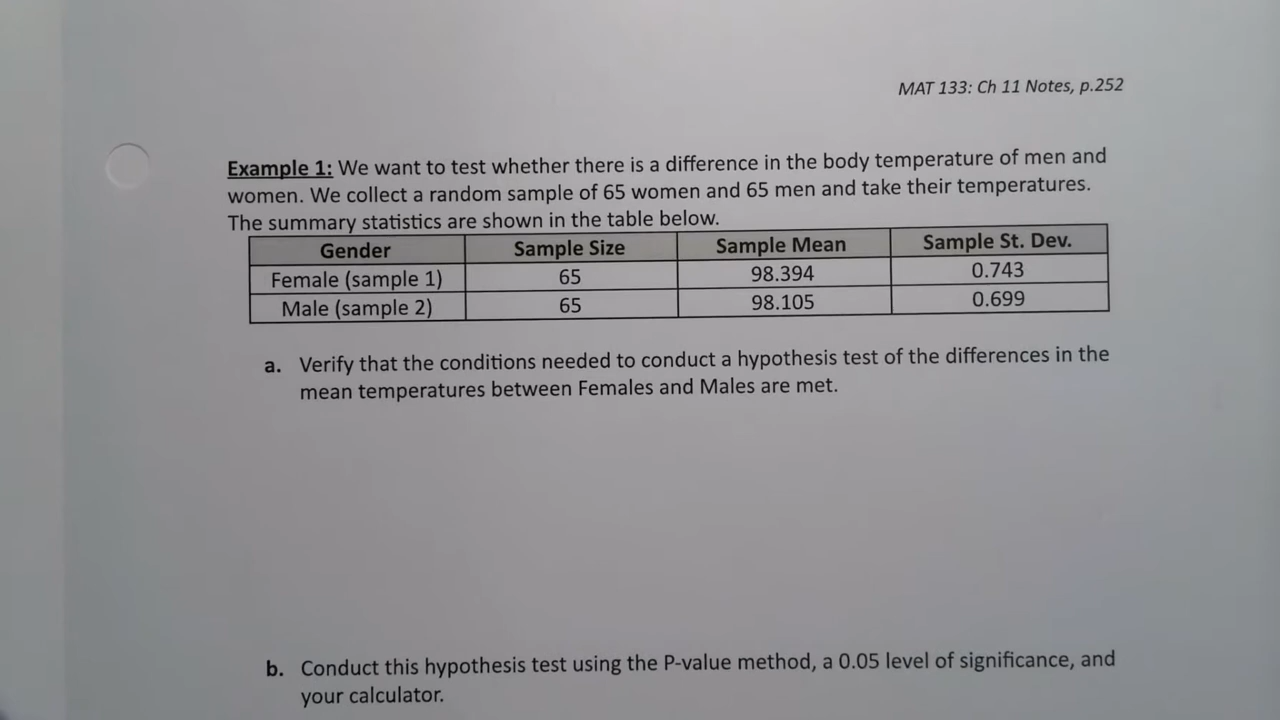 MAT 133: Ch 11 Notes, p.252
Example 1: We want to test whether there is a difference in the body temperature of men and
women. We collect a random sample of 65 women and 65 men and take their temperatures.
The summary statistics are shown in the table below.
Gender Sample Size Sample Mean Sample St. Dev.
Female (sample 1) 65 98.394 0.743
Male (sample 2) 65 98.105 0.699
a. Verify that the conditions needed to conduct a hypothesis test of the differences in the
mean temperatures between Females and Males are met.
b. Conduct this hypothesis test using the P-value method, a 0.05 level of significance, and
your calculator.